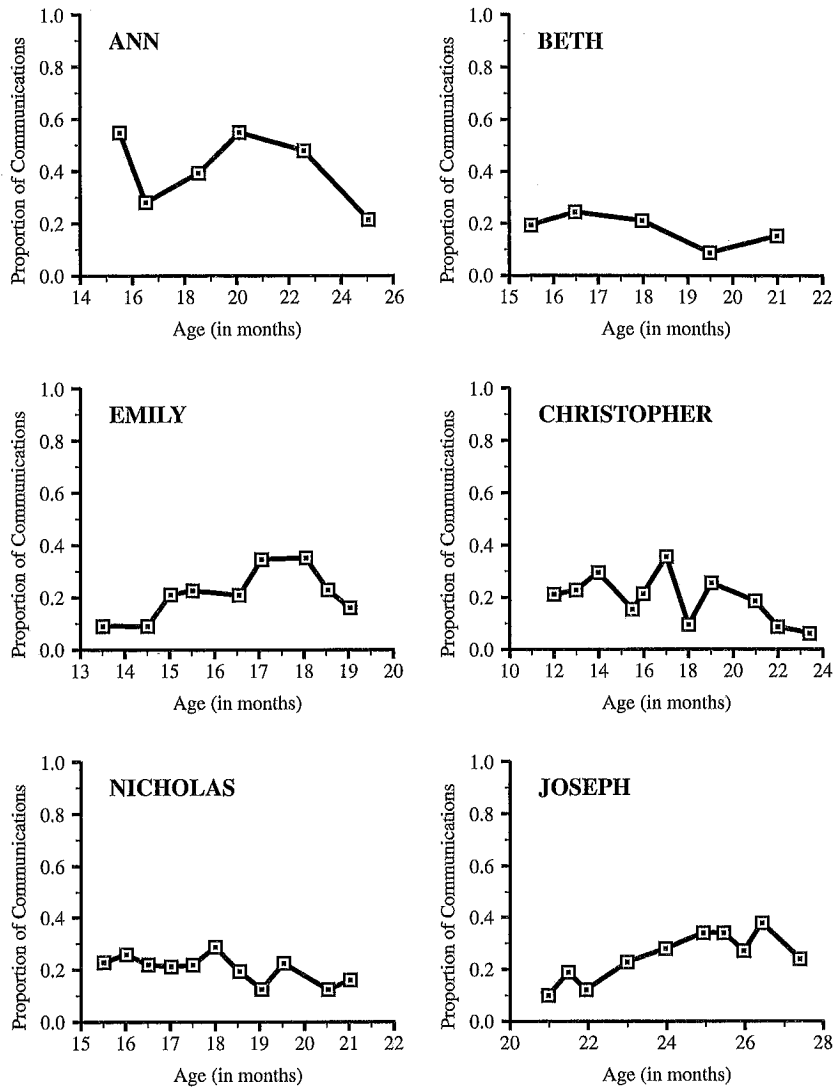 ANN
Proportion of Communications
1.0
0.8
0.6
0.4
0.2
0.0
14 16 18 20 22 24 26
Age (in months)
BETH
Proportion of Communications
1.0
0.8
0.6
0.4
0.2
0.0
15 16 17 18 19 20 21 22
Age (in months)
EMILY
Proportion of Communications
1.0
0.8
0.6
0.4
0.2
0.0
13 14 15 16 17 18 19 20
Age (in months)
CHRISTOPHER
Proportion of Communications
1.0
0.8
0.6
0.4
0.2
0.0
10 12 14 16 18 20 22 24
Age (in months)
NICHOLAS
Proportion of Communications
1.0
0.8
0.6
0.4
0.2
0.0
15 16 17 18 19 20 21 22
Age (in months)
JOSEPH
Proportion of Communications
1.0
0.8
0.6
0.4
0.2
0.0
20 22 24 26 28
Age (in months)